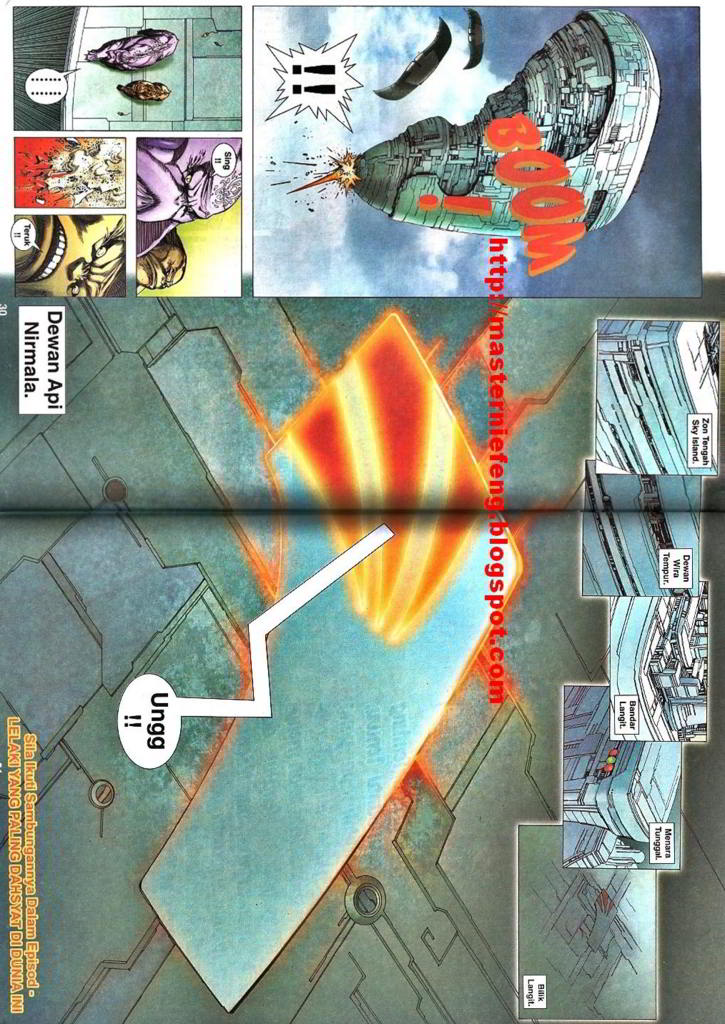 !!
BOOM
!
http://masterniefeng.blogspot.com
........
Sing
!!
Teruk
!!
Zon Tengah
Sky Island.
Dewan
Wira
Tempur.
Bandar
Langit.
Menara
Tunggal.
Bilik
Langit.
Dewan Api
Nirmala.
Ungg
!!
Sila Ikuti Sambungannya Dalam Episod -
LELAKI YANG PALING DAHSYAT DI DUNIA INI
30